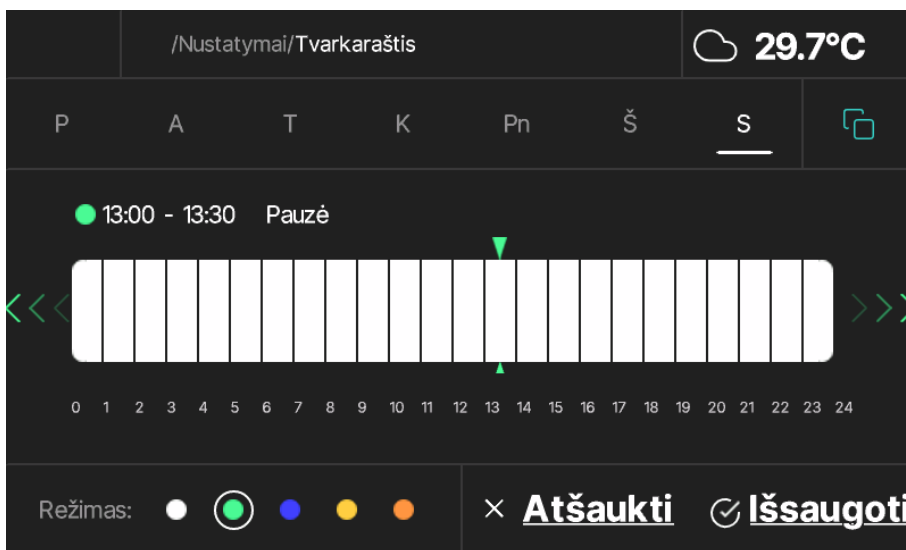 /Nustatymai/Tvarkaraštis 29.7°C
P A T K Pn Š S
13:00 - 13:30 Pauzė
0 1 2 3 4 5 6 7 8 9 10 11 12 13 14 15 16 17 18 19 20 21 22 23 24
Režimas: Atšaukti Išsaugoti